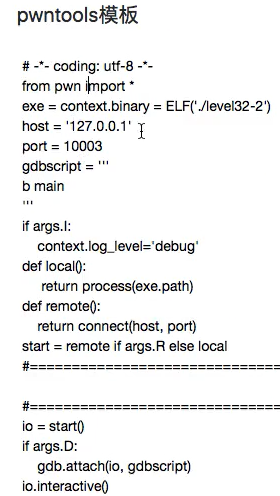 pwntools模板
# -*- coding: utf-8 -*-
from pwn import *
exe = context.binary = ELF('./level32-2')
host = '127.0.0.1'
port = 10003
gdbscript = '''
b main
'''
if args.I:
    context.log_level='debug'
def local():
     return process(exe.path)
def remote():
    return connect(host, port)
start = remote if args.R else local
#===============================
#===============================
io = start()
if args.D:
    gdb.attach(io, gdbscript)
io.interactive()